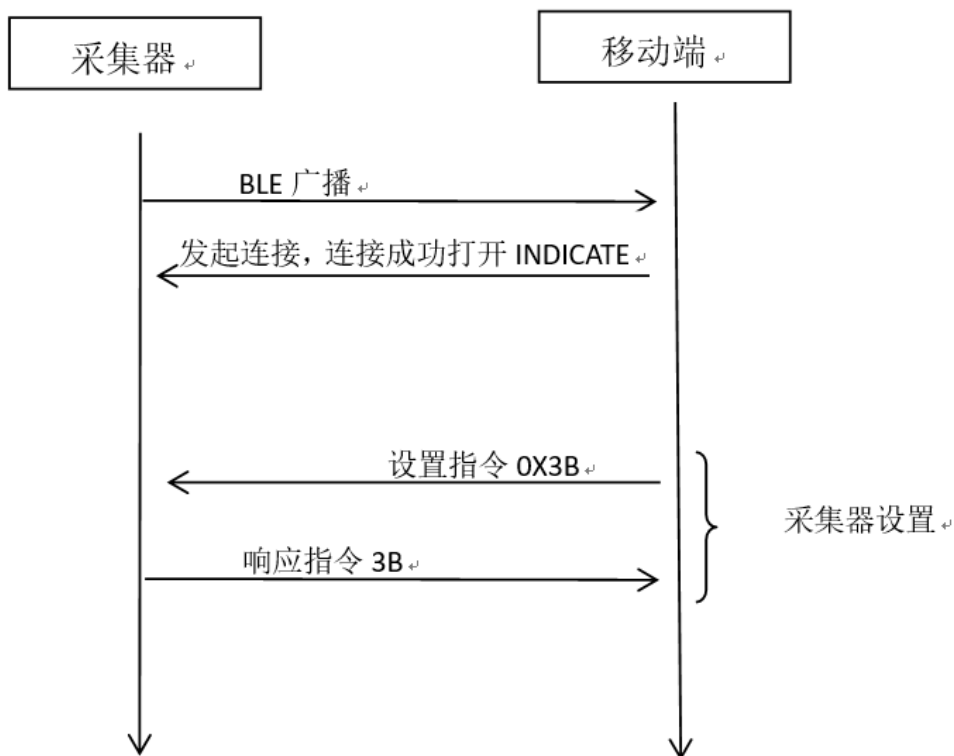 采集器
移动端
BLE 广播
发起连接，连接成功打开 INDICATE
设置指令 0X3B
采集器设置
响应指令 3B